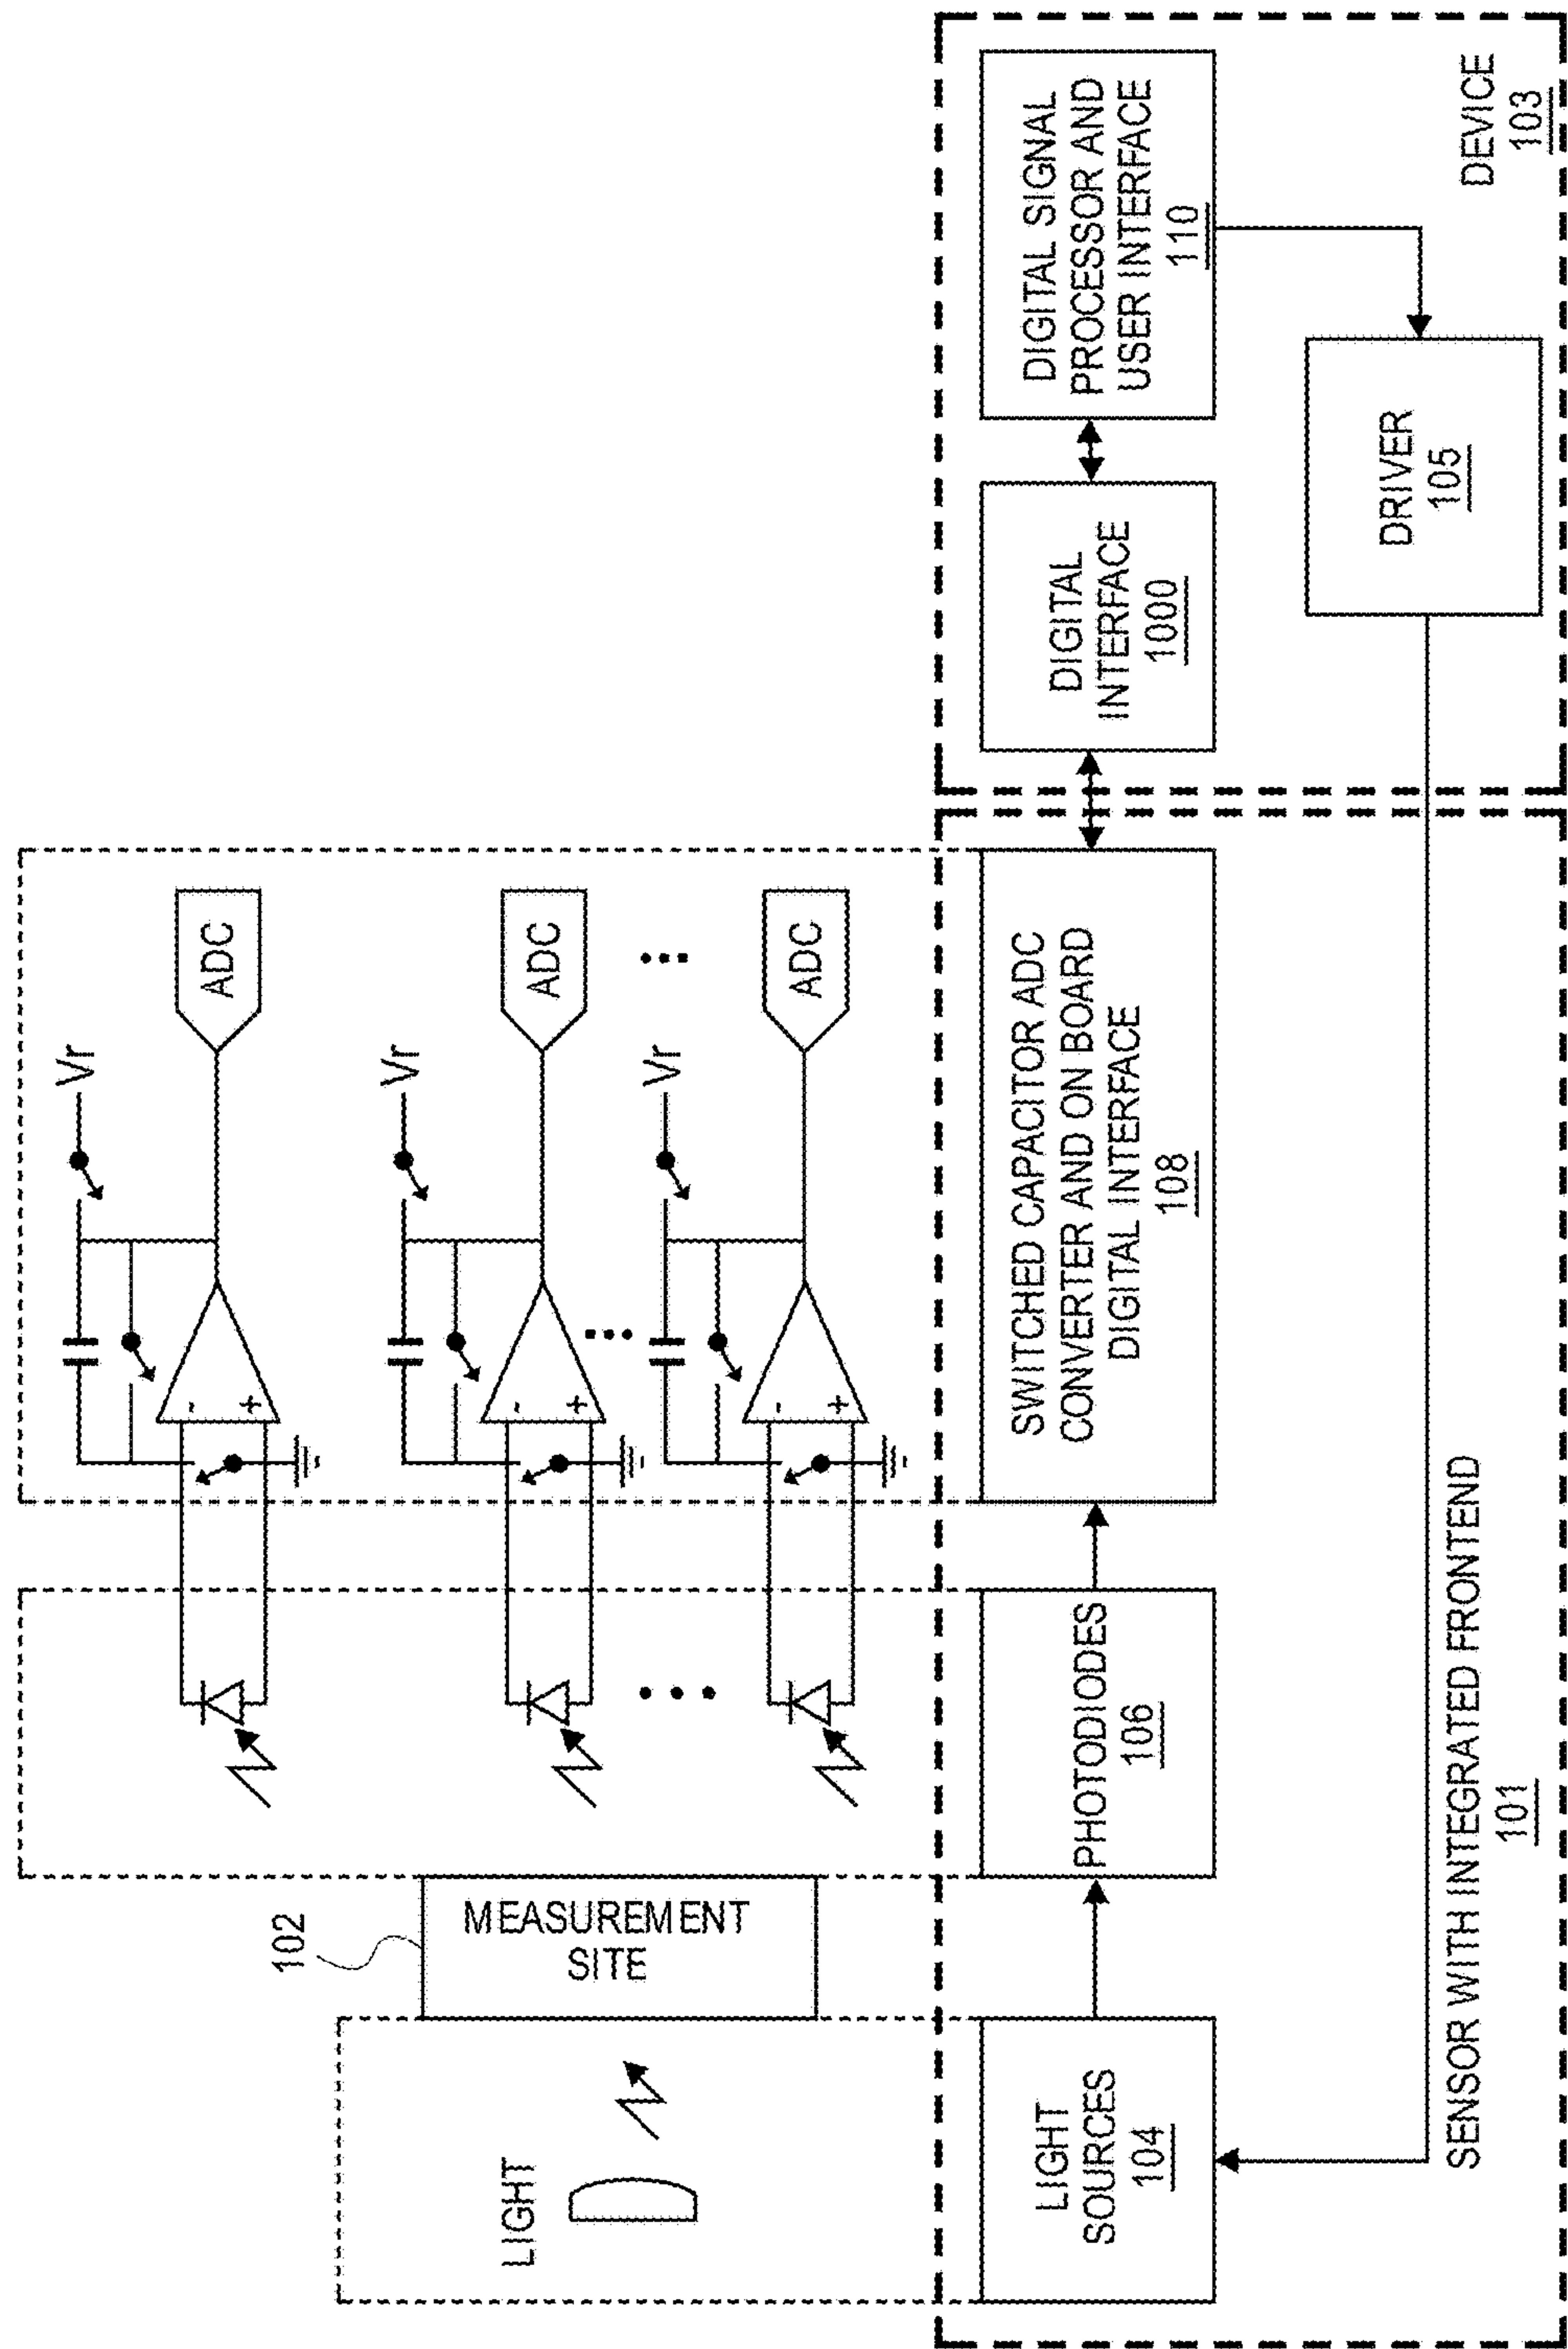 LIGHT
102
MEASUREMENT
SITE
-
+
Vr
ADC
-
+
Vr
ADC
-
+
Vr
ADC
LIGHT
SOURCES
104
PHOTODIODES
106
SWITCHED CAPACITOR ADC
CONVERTER AND ON BOARD
DIGITAL INTERFACE
108
DIGITAL
INTERFACE
1000
DIGITAL SIGNAL
PROCESSOR AND
USER INTERFACE
110
DRIVER
105
SENSOR WITH INTEGRATED FRONTEND
101
DEVICE
103